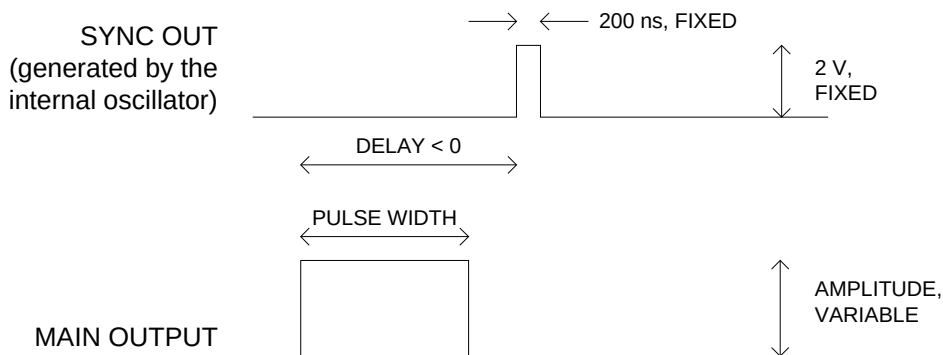 200 ns, FIXED
SYNC OUT
(generated by the
internal oscillator)
2 V,
FIXED
DELAY < 0
PULSE WIDTH
AMPLITUDE,
VARIABLE
MAIN OUTPUT